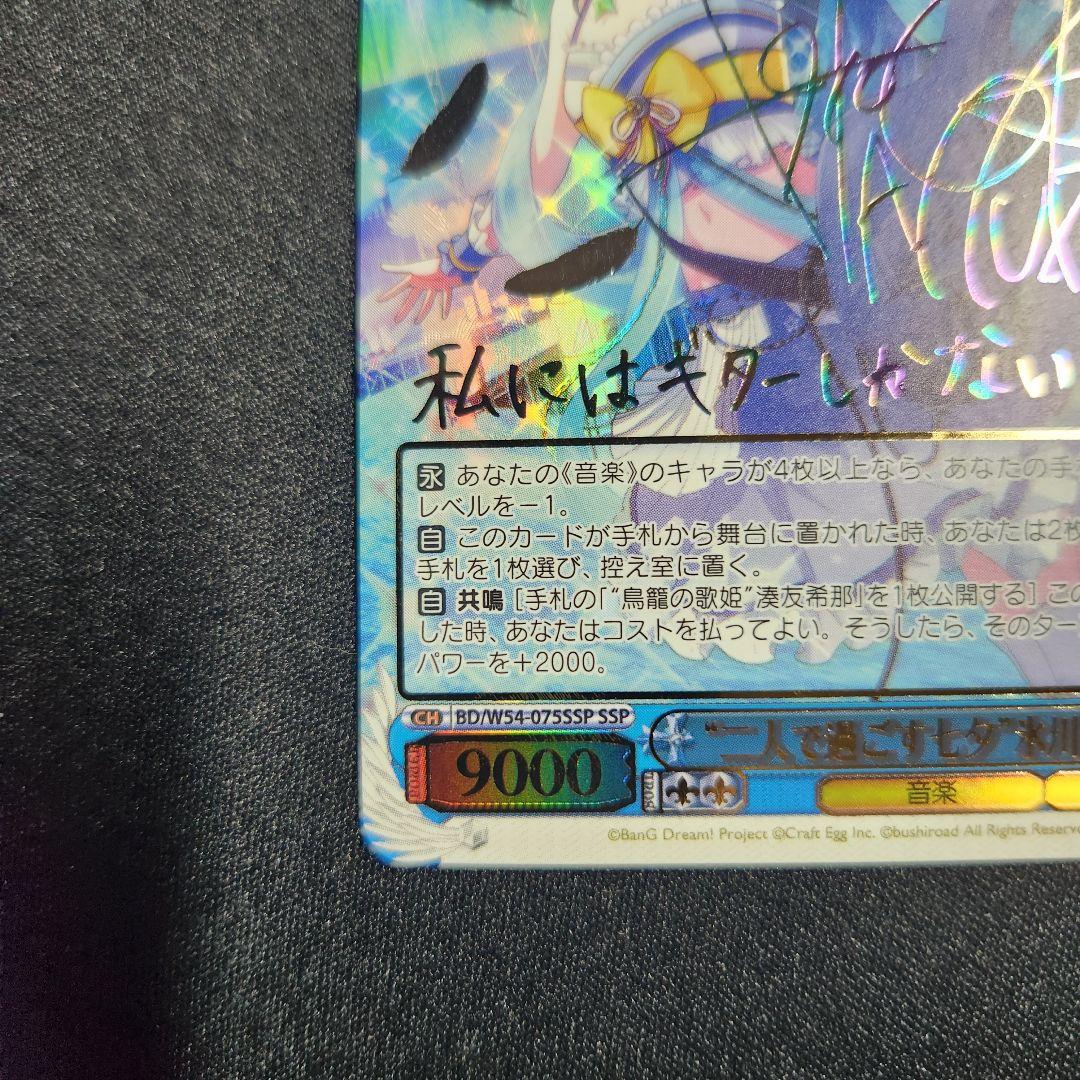 私にはギターしかない
永 あなたの《音楽》のキャラが4枚以上なら、あなたの手
レベルを－1。
自 このカードが手札から舞台に置かれた時、あなたは2枚
手札を1枚選び、控え室に置く。
自 共鳴 [手札の「“鳥籠の歌姫”湊友希那」を1枚公開する] この
した時、あなたはコストを払ってよい。そうしたら、そのター
パワーを＋2000。
CH BD/W54-075SSP SSP
“二人で過ごす七夕”氷川
POWER 9000
音楽
©BanG Dream! Project ©Craft Egg Inc. ©bushiroad All Rights Reserve